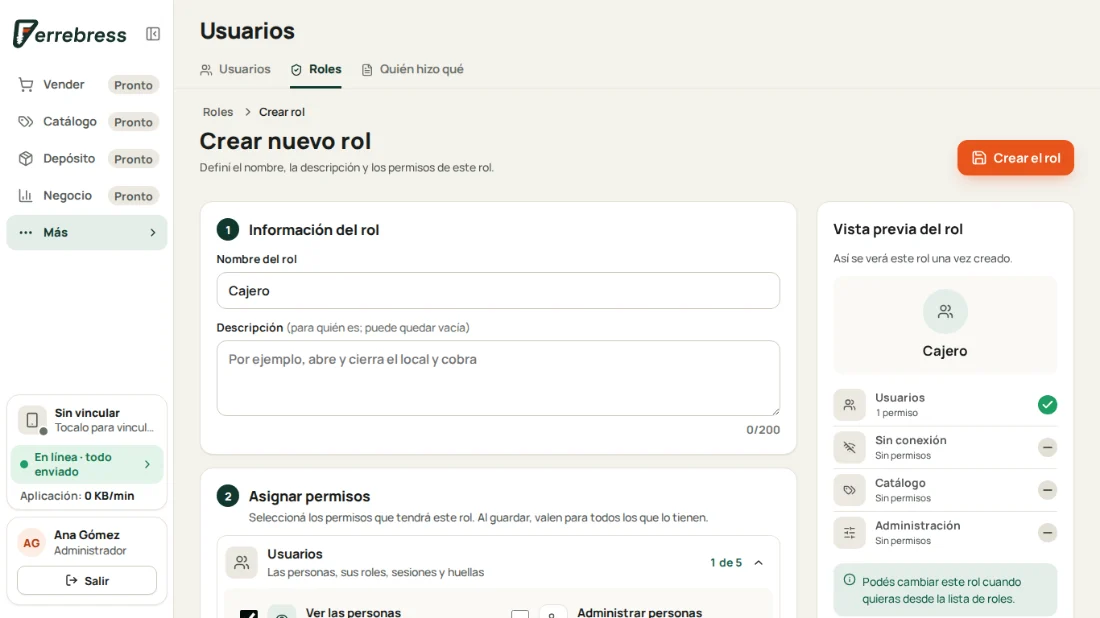 Ferrebress
Vender Pronto
Catálogo Pronto
Depósito Pronto
Negocio Pronto
Más
Sin vincular
Tocalo para vincul...
En línea · todo
enviado
Aplicación: 0 KB/min
AG
Ana Gómez
Administrador
Salir
Usuarios
Usuarios Roles Quién hizo qué
Roles > Crear rol
Crear nuevo rol
Definí el nombre, la descripción y los permisos de este rol.
Crear el rol
1 Información del rol
Nombre del rol
Cajero
Descripción (para quién es; puede quedar vacía)
Por ejemplo, abre y cierra el local y cobra
0/200
2 Asignar permisos
Seleccioná los permisos que tendrá este rol. Al guardar, valen para todos los que lo tienen.
Usuarios
Las personas, sus roles, sesiones y huellas
1 de 5
Ver las personas
Administrar personas
Vista previa del rol
Así se verá este rol una vez creado.
Cajero
Usuarios
1 permiso
Sin conexión
Sin permisos
Catálogo
Sin permisos
Administración
Sin permisos
Podés cambiar este rol cuando
quieras desde la lista de roles.